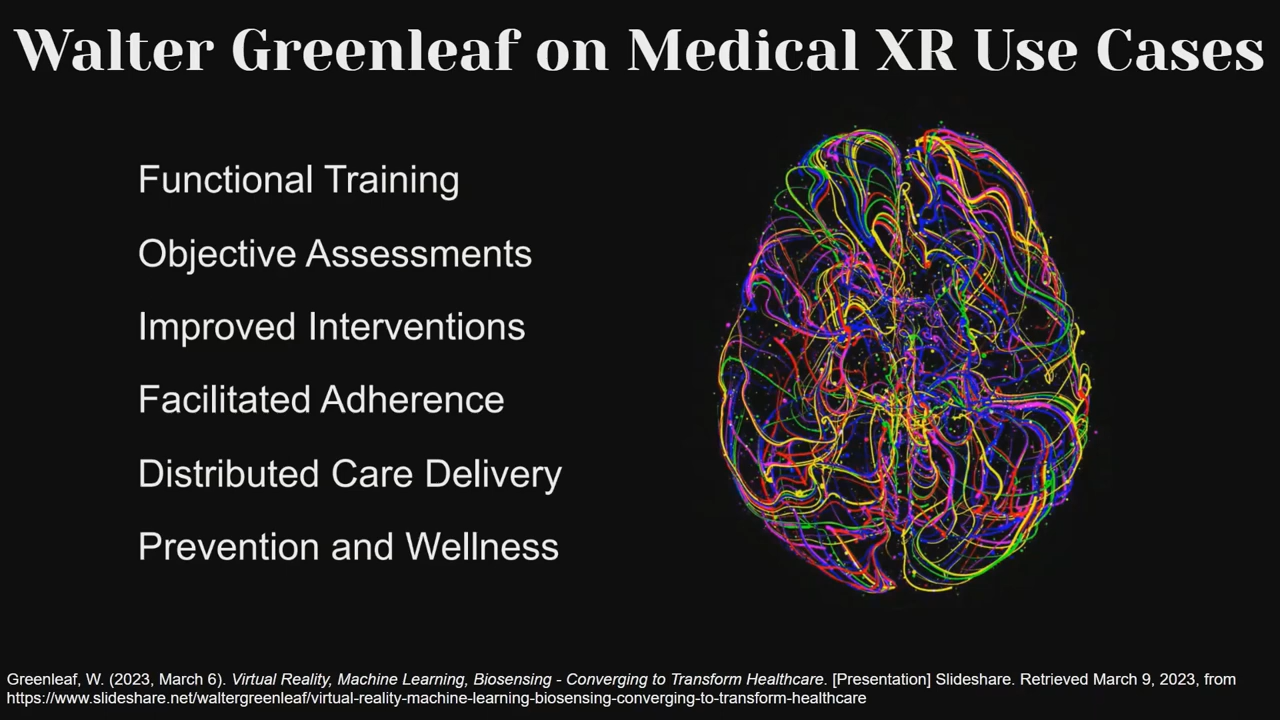 Walter Greenleaf on Medical XR Use Cases
Functional Training
Objective Assessments
Improved Interventions
Facilitated Adherence
Distributed Care Delivery
Prevention and Wellness
Greenleaf, W. (2023, March 6). Virtual Reality, Machine Learning, Biosensing - Converging to Transform Healthcare. [Presentation] Slideshare. Retrieved March 9, 2023, from
https://www.slideshare.net/waltergreenleaf/virtual-reality-machine-learning-biosensing-converging-to-transform-healthcare